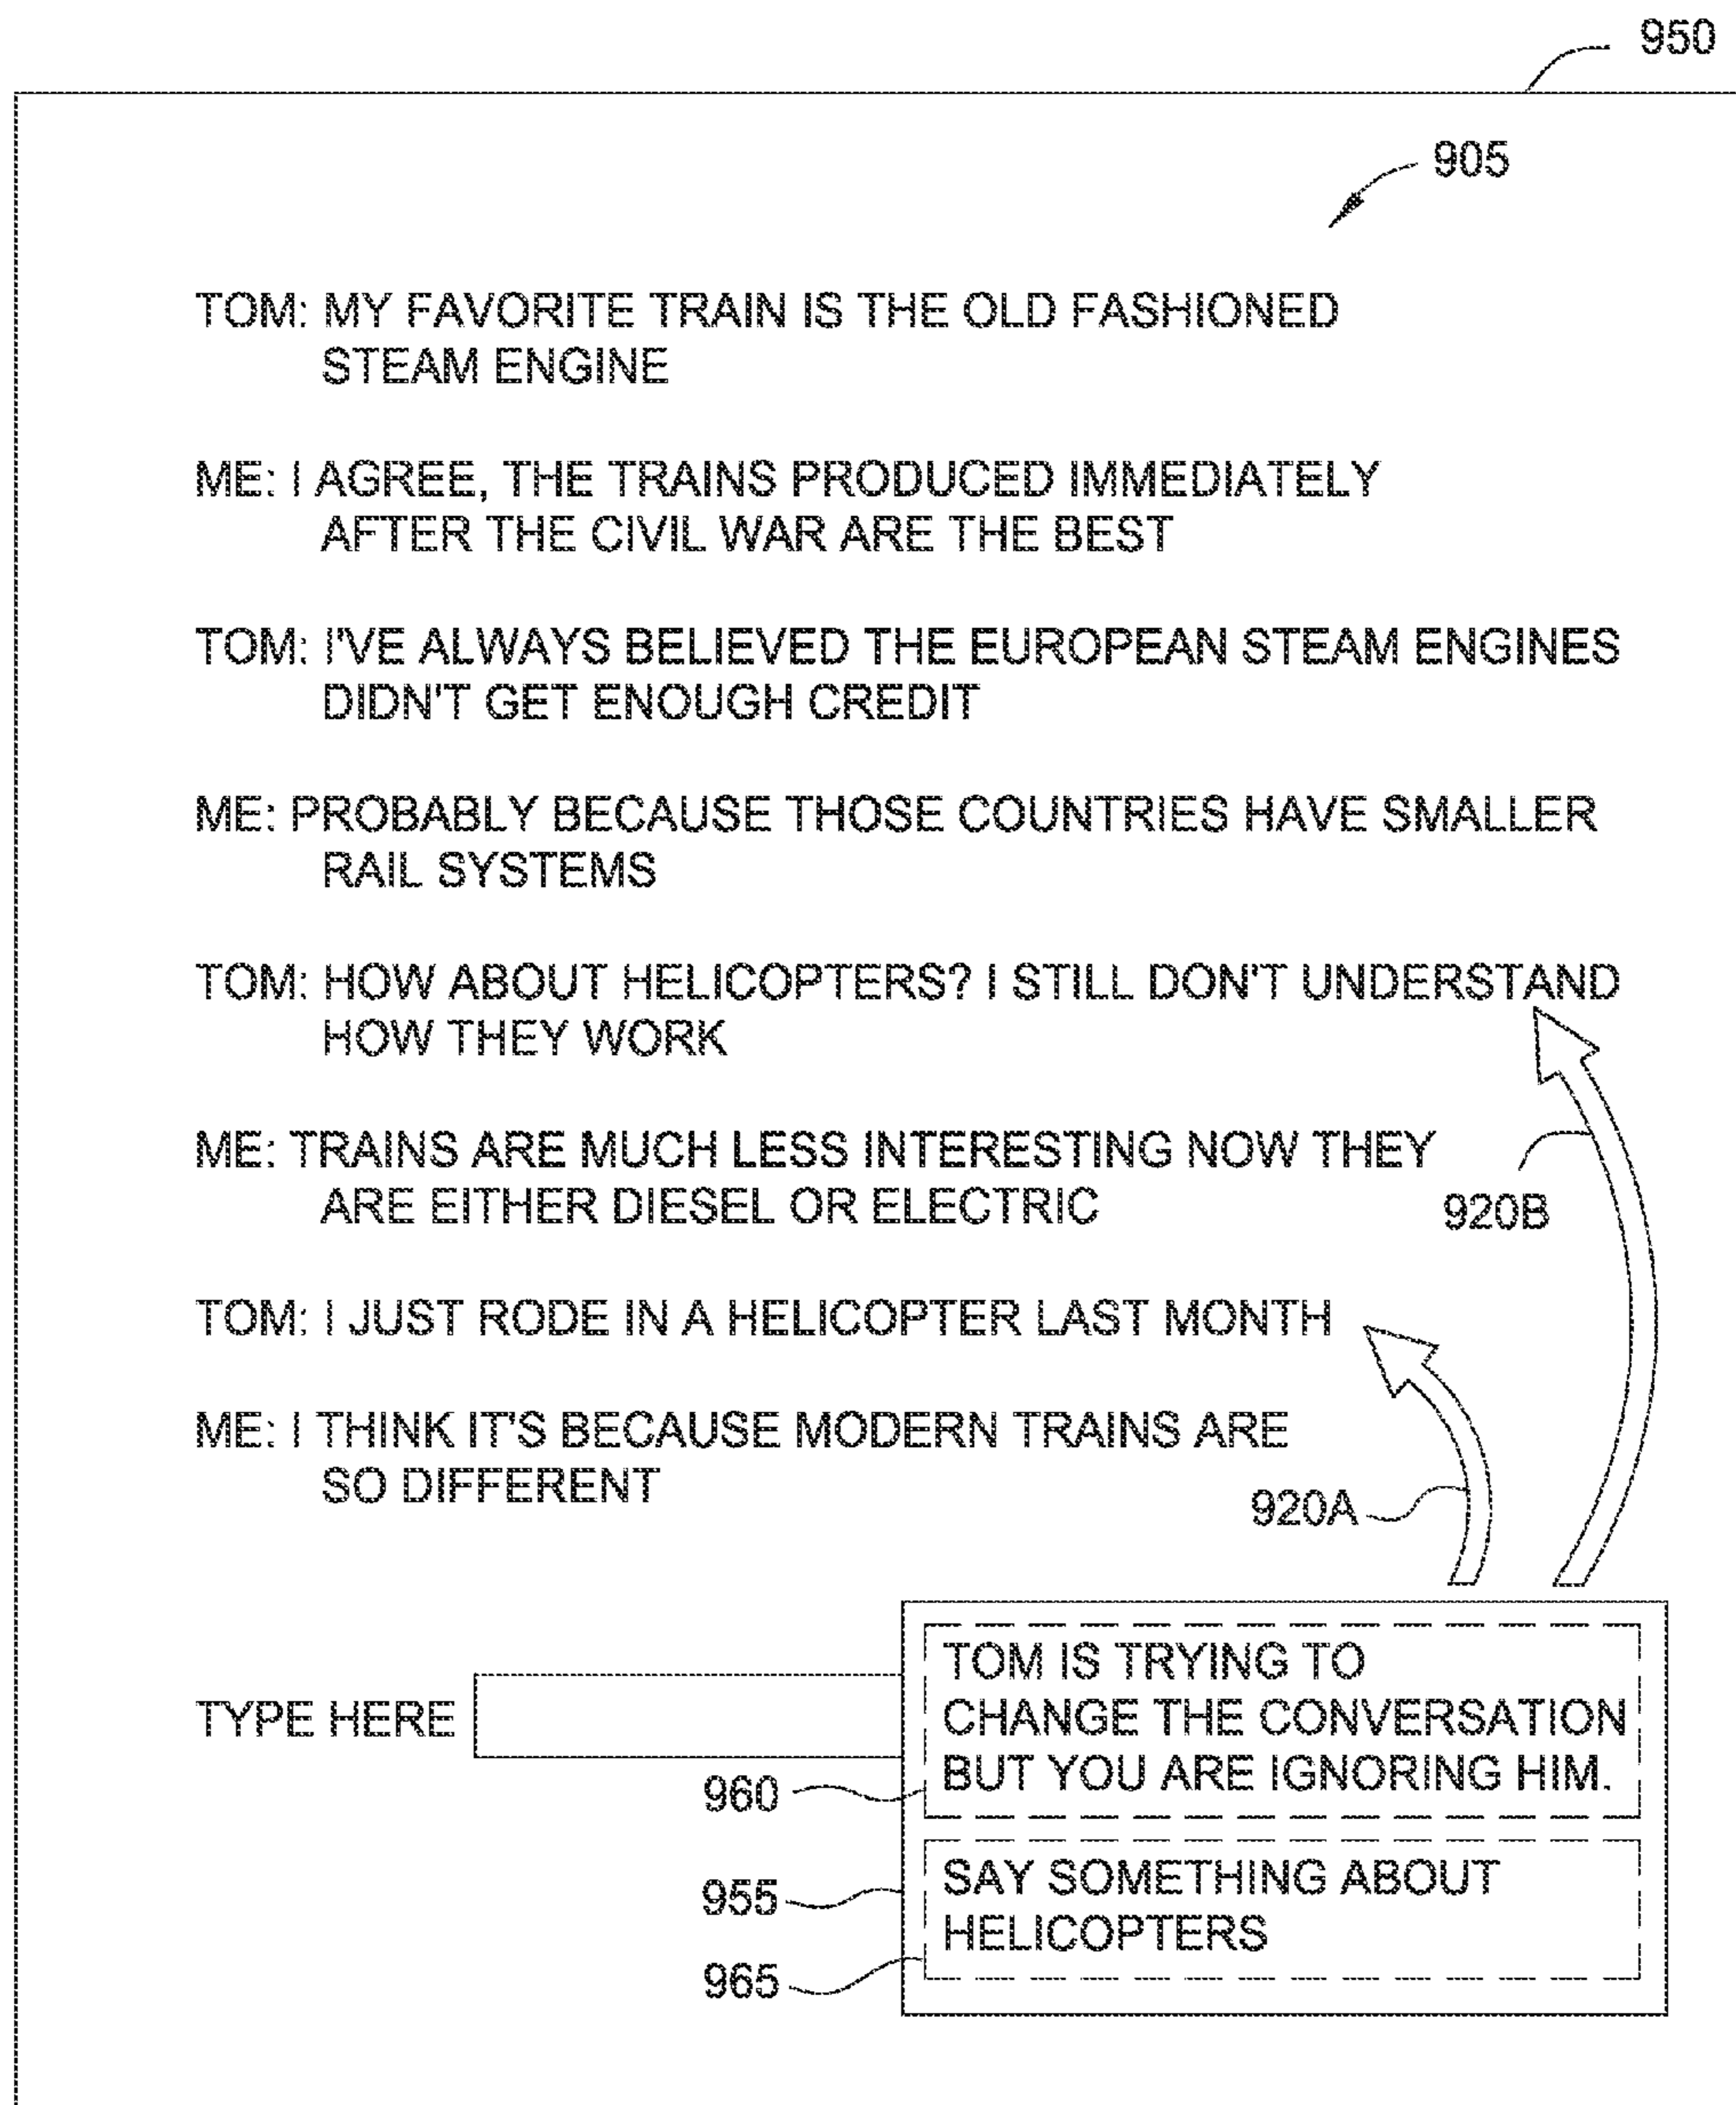 950
905
TOM: MY FAVORITE TRAIN IS THE OLD FASHIONED
STEAM ENGINE
ME: I AGREE, THE TRAINS PRODUCED IMMEDIATELY
AFTER THE CIVIL WAR ARE THE BEST
TOM: I'VE ALWAYS BELIEVED THE EUROPEAN STEAM ENGINES
DIDN'T GET ENOUGH CREDIT
ME: PROBABLY BECAUSE THOSE COUNTRIES HAVE SMALLER
RAIL SYSTEMS
TOM: HOW ABOUT HELICOPTERS? I STILL DON'T UNDERSTAND
HOW THEY WORK
ME: TRAINS ARE MUCH LESS INTERESTING NOW THEY
ARE EITHER DIESEL OR ELECTRIC
920B
TOM: I JUST RODE IN A HELICOPTER LAST MONTH
ME: I THINK IT'S BECAUSE MODERN TRAINS ARE
SO DIFFERENT
920A
TYPE HERE
TOM IS TRYING TO
CHANGE THE CONVERSATION
BUT YOU ARE IGNORING HIM.
960
955
SAY SOMETHING ABOUT
HELICOPTERS
965